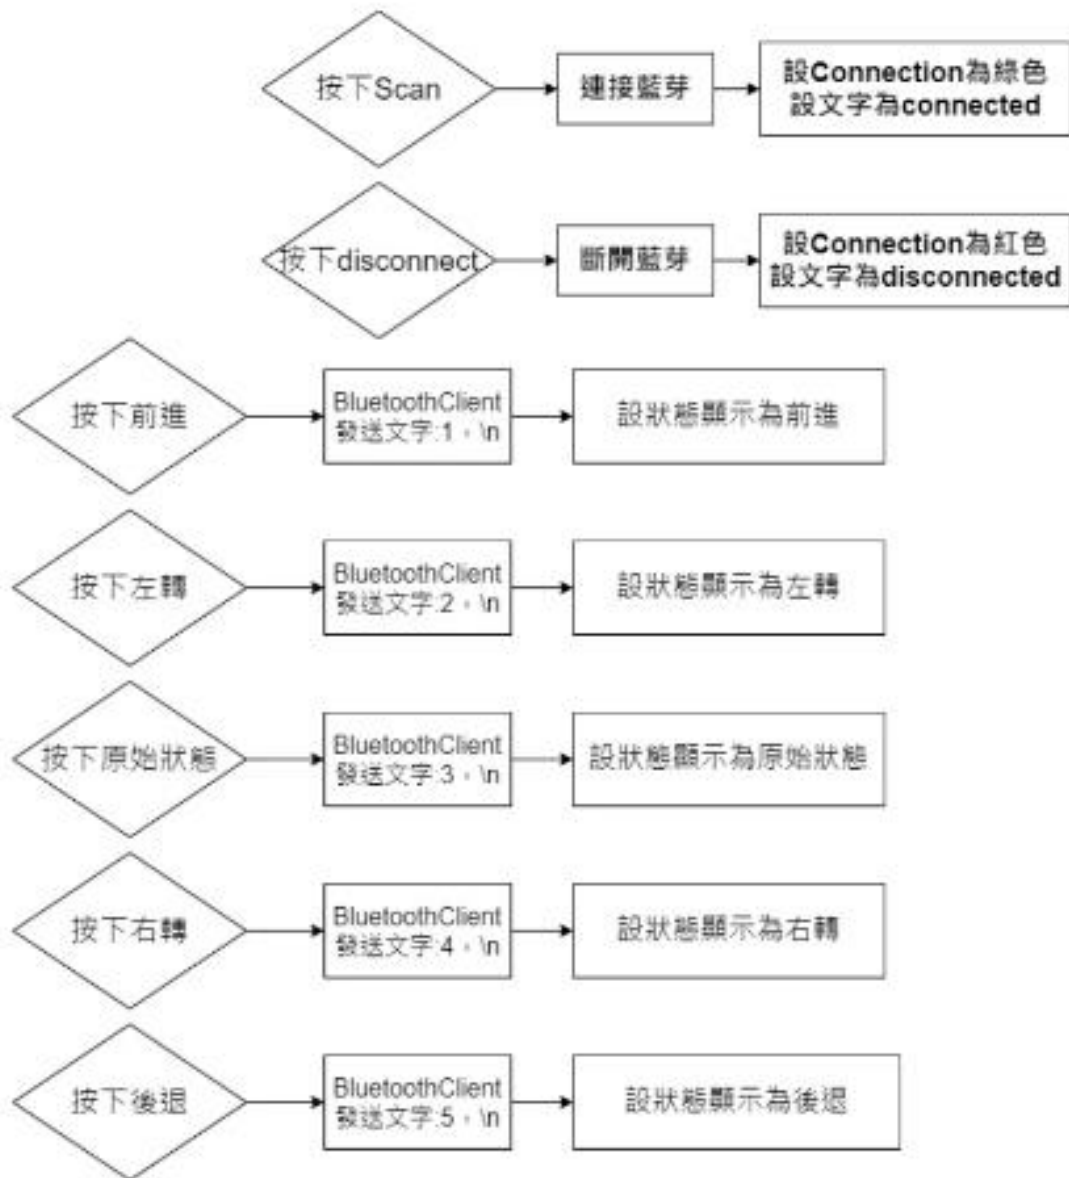 按下Scan
連接藍芽
設Connection為綠色
設文字為connected
按下disconnect
斷開藍芽
設Connection為紅色
設文字為disconnected
按下前進
BluetoothClient
發送文字:1，\n
設狀態顯示為前進
按下左轉
BluetoothClient
發送文字:2，\n
設狀態顯示為左轉
按下原始狀態
BluetoothClient
發送文字:3，\n
設狀態顯示為原始狀態
按下右轉
BluetoothClient
發送文字:4，\n
設狀態顯示為右轉
按下後退
BluetoothClient
發送文字:5，\n
設狀態顯示為後退